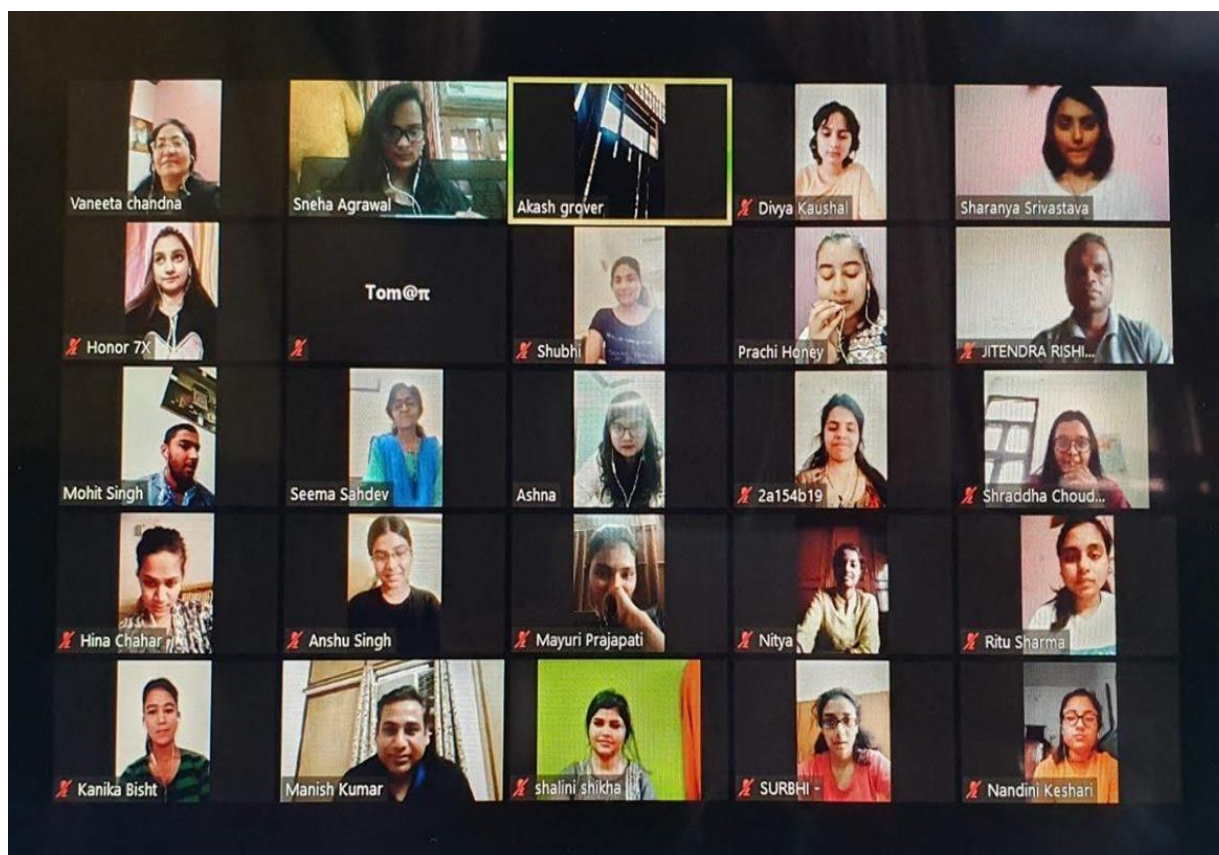 Vaneeta chandna
Sneha Agrawal
Akash grover
Divya Kaushal
Sharanya Srivastava
Honor 7X
Tom@π
Shubhi
Prachi Honey
JITENDRA RISHI...
Mohit Singh
Seema Sahdev
Ashna
2a154b19
Shraddha Choud...
Hina Chahar
Anshu Singh
Mayuri Prajapati
Nitya
Ritu Sharma
Kanika Bisht
Manish Kumar
shalini shikha
SURBHI -
Nandini Keshari